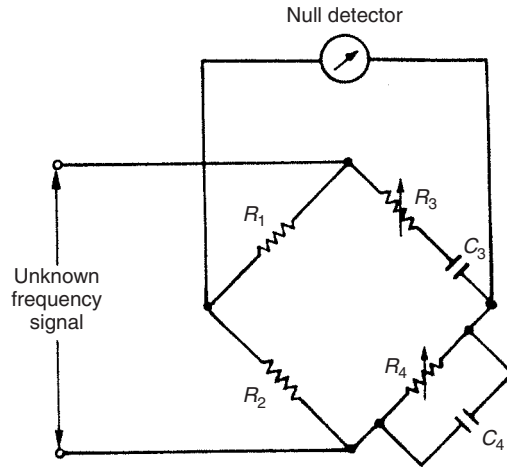 Null detector
R₁
R₃
C₃
Unknown
frequency
signal
R₂
R₄
C₄